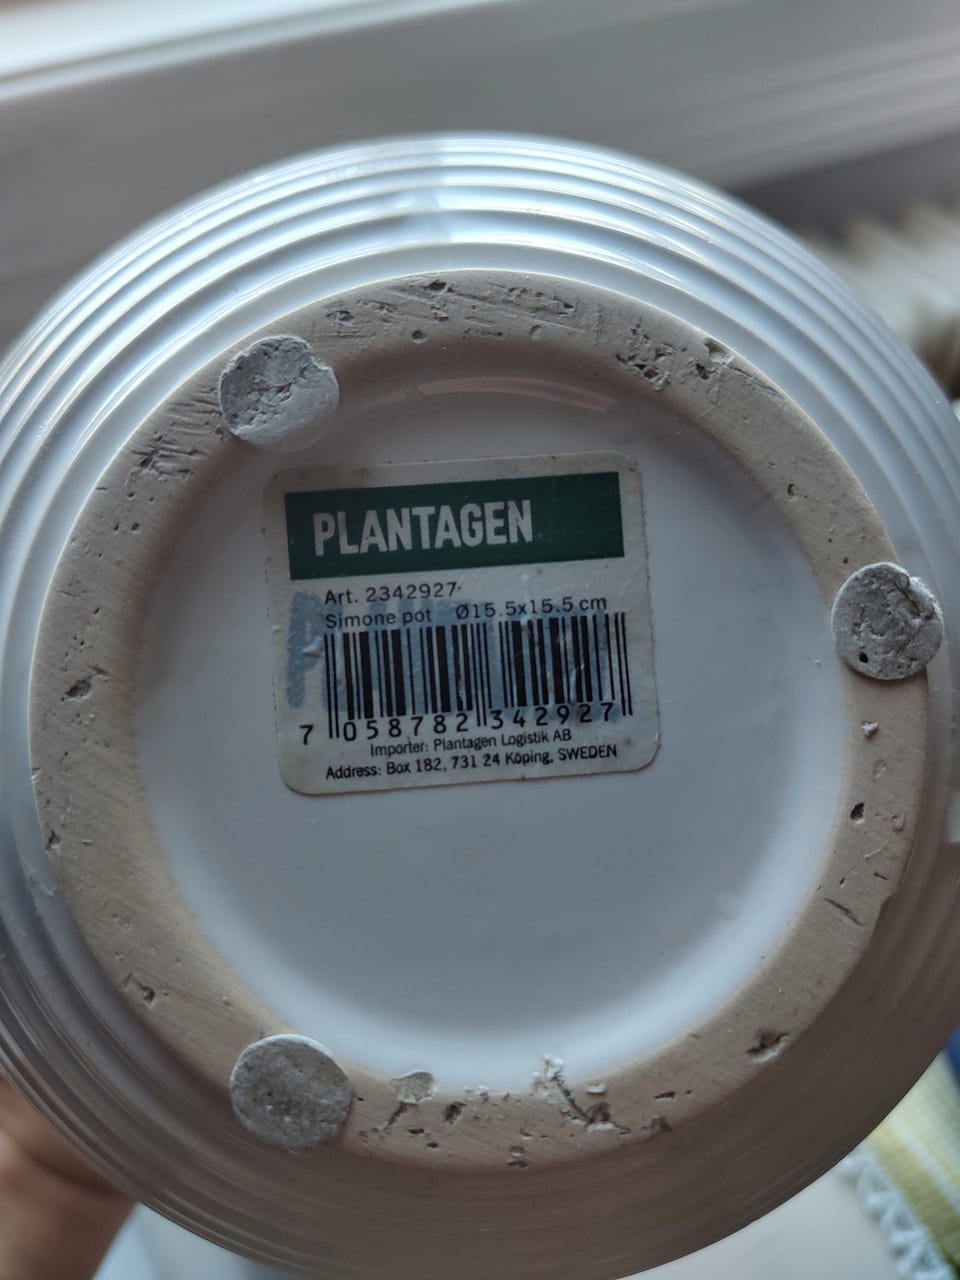 PLANTAGEN
Art. 2342927
Simone pot Ø15.5x15.5 cm
7 058782 342927
Importer: Plantagen Logistik AB
Address: Box 182, 731 24 Köping, SWEDEN